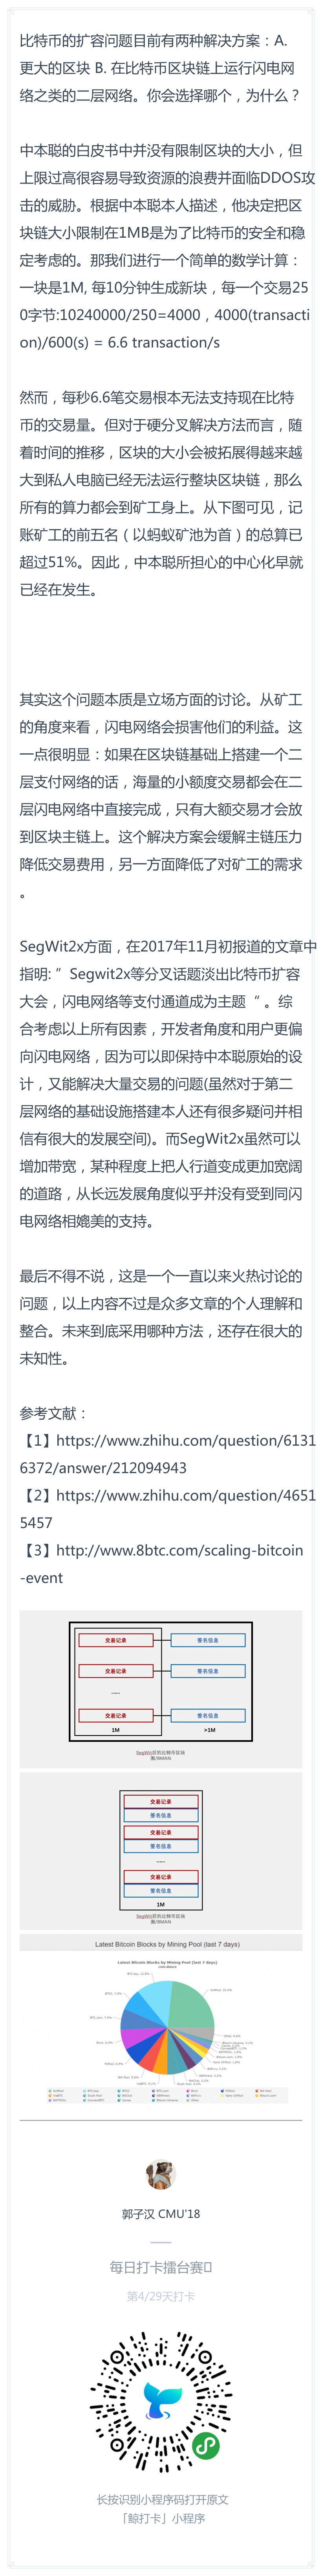 比特币的扩容问题目前有两种解决方案：A.
更大的区块 B. 在比特币区块链上运行闪电网
络之类的二层网络。你会选择哪个，为什么？
中本聪的白皮书中并没有限制区块的大小，但
上限过高很容易导致资源的浪费并面临DDOS攻
击的威胁。根据中本聪本人描述，他决定把区
块链大小限制在1MB是为了比特币的安全和稳
定考虑的。那我们进行一个简单的数学计算：
一块是1M, 每10分钟生成新块，每一个交易25
0字节:10240000/250=4000，4000(transacti
on)/600(s) = 6.6 transaction/s
然而，每秒6.6笔交易根本无法支持现在比特
币的交易量。但对于硬分叉解决方法而言，随
着时间的推移，区块的大小会被拓展得越来越
大到私人电脑已经无法运行整块区块链，那么
所有的算力都会到矿工身上。从下图可见，记
账矿工的前五名（以蚂蚁矿池为首）的总算已
超过51%。因此，中本聪所担心的中心化早就
已经在发生。
其实这个问题本质是立场方面的讨论。从矿工
的角度来看，闪电网络会损害他们的利益。这
一点很明显：如果在区块链基础上搭建一个二
层支付网络的话，海量的小额度交易都会在二
层闪电网络中直接完成，只有大额交易才会放
到区块主链上。这个解决方案会缓解主链压力
降低交易费用，另一方面降低了对矿工的需求
。
SegWit2x方面，在2017年11月初报道的文章中
指明: ” Segwit2x等分叉话题淡出比特币扩容
大会，闪电网络等支付通道成为主题 “ 。综
合考虑以上所有因素，开发者角度和用户更偏
向闪电网络，因为可以即保持中本聪原始的设
计，又能解决大量交易的问题(虽然对于第二
层网络的基础设施搭建本人还有很多疑问并相
信有很大的发展空间)。而SegWit2x虽然可以
增加带宽，某种程度上把人行道变成更加宽阔
的道路，从长远发展角度似乎并没有受到同闪
电网络相媲美的支持。
最后不得不说，这是一个一直以来火热讨论的
问题，以上内容不过是众多文章的个人理解和
整合。未来到底采用哪种方法，还存在很大的
未知性。
参考文献：
【1】https://www.zhihu.com/question/6131
6372/answer/212094943
【2】https://www.zhihu.com/question/4651
5457
【3】http://www.8btc.com/scaling-bitcoin
-event
交易记录 签名信息
交易记录 签名信息
......
交易记录 签名信息
1M >1M
交易记录
签名信息
交易记录
签名信息
......
交易记录
签名信息
1M
Latest Bitcoin Blocks by Mining Pool (last 7 days)
Latest Bitcoin Blocks by Mining Pool (last 7 days)
郭子汉 CMU'18
每日打卡擂台赛
第4/29天打卡
长按识别小程序码打开原文
「鲸打卡」小程序